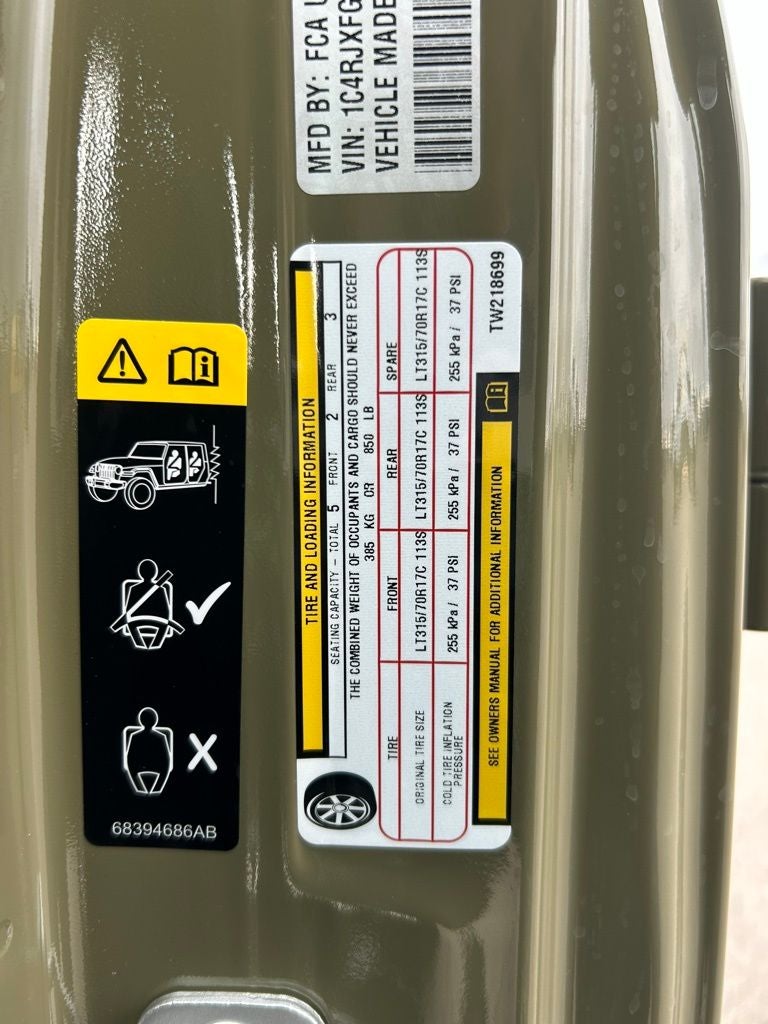 MFD BY: FCA U
VIN: 1C4RJXFG
VEHICLE MADE
TIRE AND LOADING INFORMATION
SEATING CAPACITY - TOTAL 5 FRONT 2 REAR 3
THE COMBINED WEIGHT OF OCCUPANTS AND CARGO SHOULD NEVER EXCEED
385 KG OR 850 LB
TIRE FRONT REAR SPARE
ORIGINAL TIRE SIZE LT315/70R17C 113S LT315/70R17C 113S LT315/70R17C 113S
COLD TIRE INFLATION
PRESSURE 255 kPa / 37 PSI 255 kPa / 37 PSI 255 kPa / 37 PSI
SEE OWNERS MANUAL FOR ADDITIONAL INFORMATION
TW218699
68394686AB